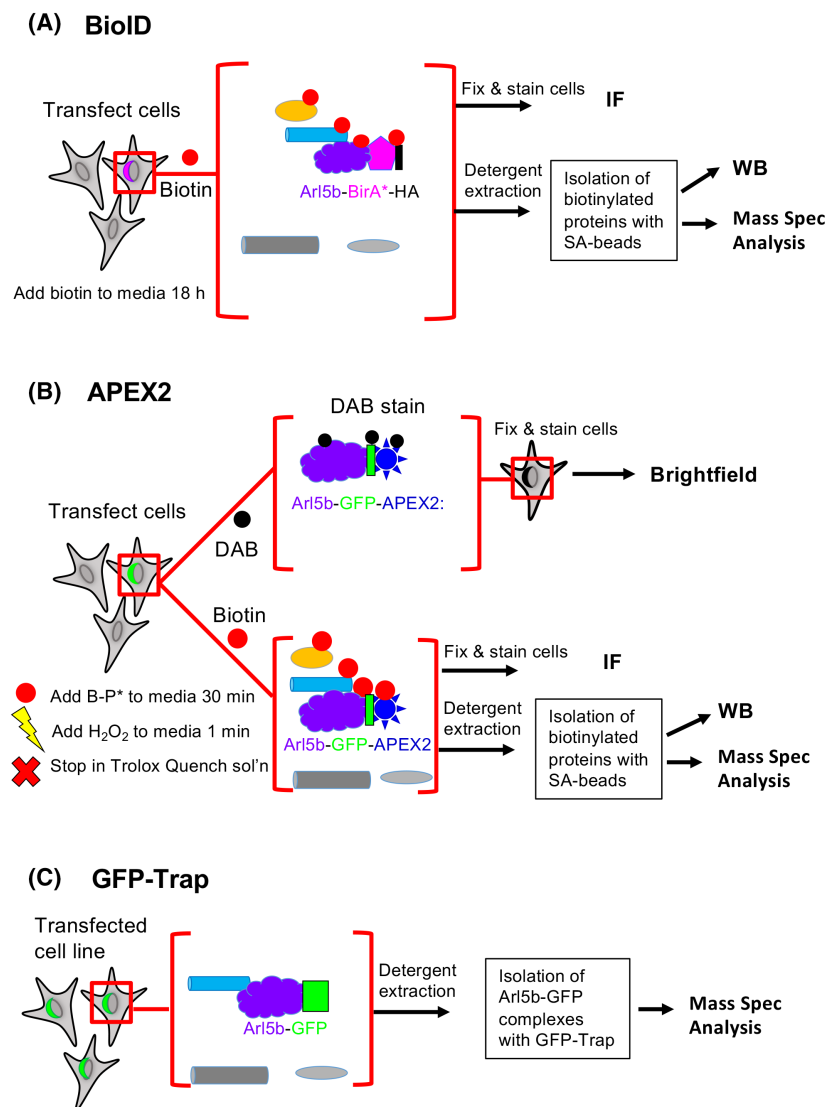 (A) BioID
Transfect cells
Biotin
Add biotin to media 18 h
Arl5b-BirA*-HA
Fix & stain cells
IF
Detergent
extraction
Isolation of
biotinylated
proteins with
SA-beads
WB
Mass Spec
Analysis
(B) APEX2
Transfect cells
DAB
DAB stain
Arl5b-GFP-APEX2:
Fix & stain cells
Brightfield
Biotin
Add B-P* to media 30 min
Add H₂O₂ to media 1 min
Stop in Trolox Quench sol'n
Arl5b-GFP-APEX2
Fix & stain cells
IF
Detergent
extraction
Isolation of
biotinylated
proteins with
SA-beads
WB
Mass Spec
Analysis
(C) GFP-Trap
Transfected
cell line
Arl5b-GFP
Detergent
extraction
Isolation of
Arl5b-GFP
complexes
with GFP-Trap
Mass Spec
Analysis